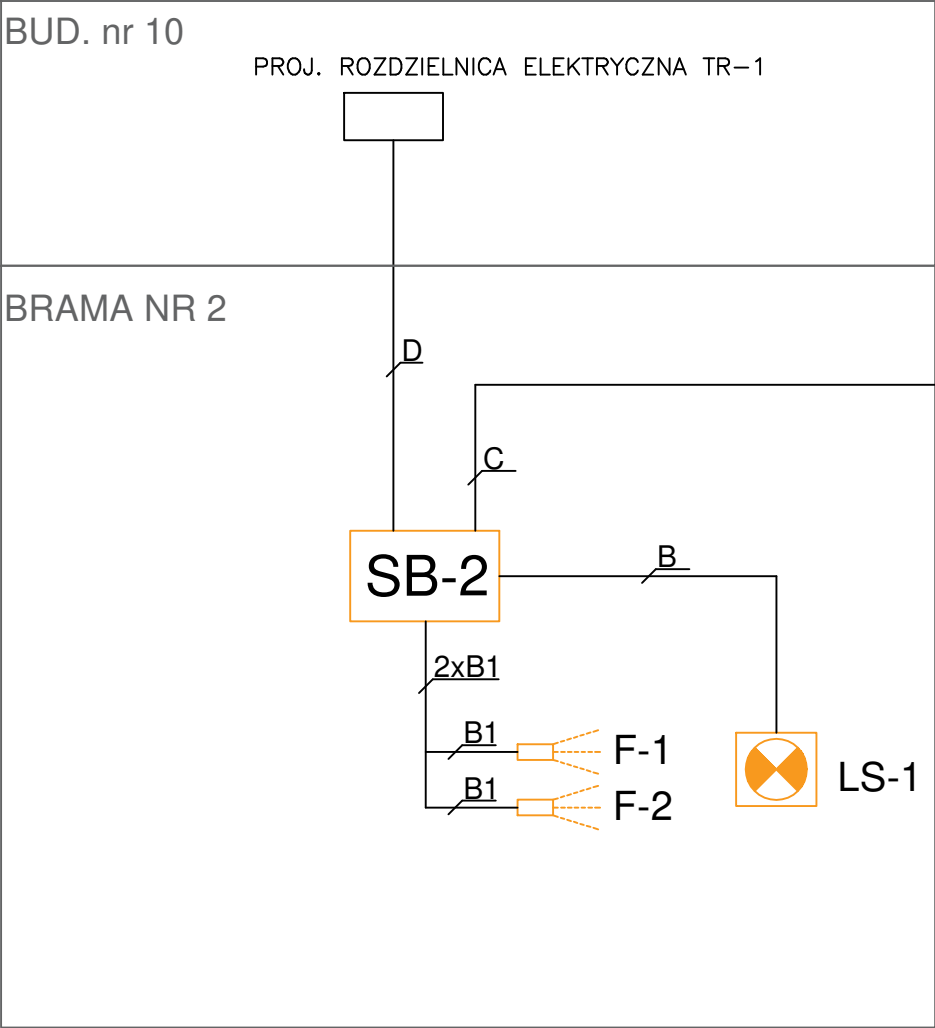 BUD. nr 10
PROJ. ROZDZIELNICA ELEKTRYCZNA TR-1
BRAMA NR 2
D
C
SB-2
B
2xB1
B1
F-1
B1
F-2
LS-1